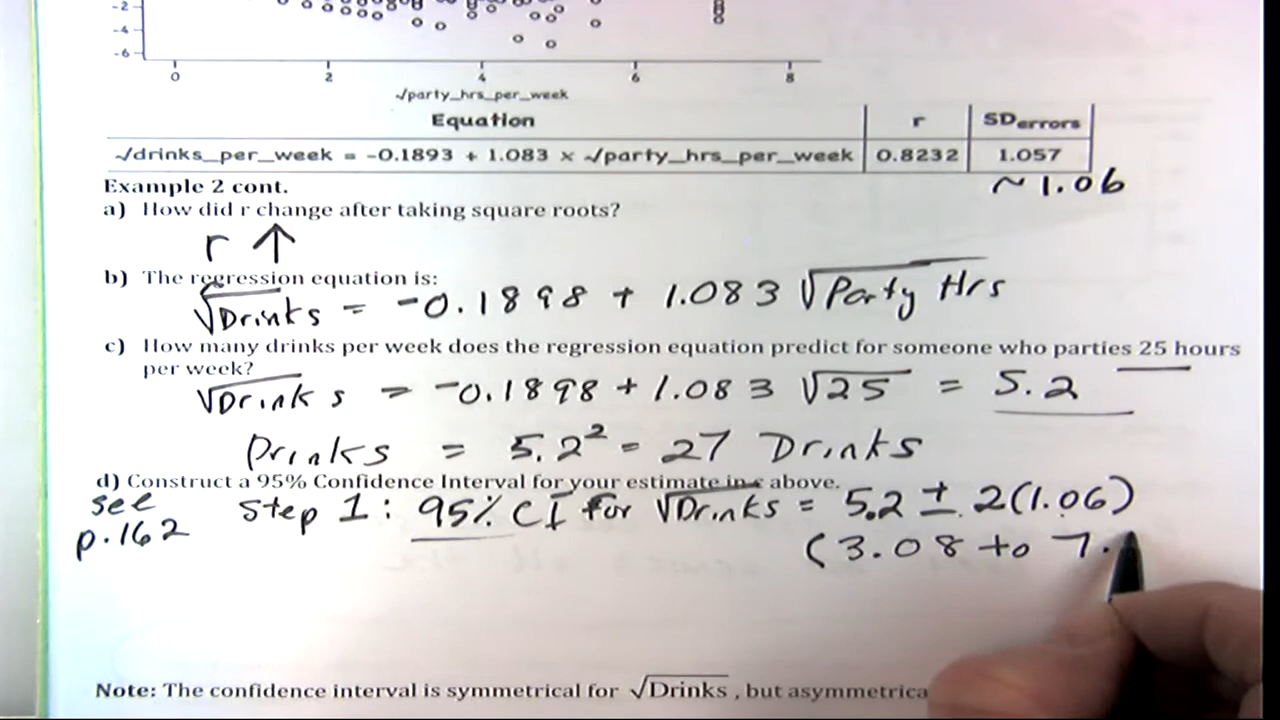 -2
-4
-6
0 2 4 6 8
√party_hrs_per_week
Equation r SDerrors
√drinks_per_week = -0.1893 + 1.083 × √party_hrs_per_week 0.8232 1.057
~ 1.06
Example 2 cont.
a) How did r change after taking square roots?
r ↑
b) The regression equation is:
√Drinks = -0.1898 + 1.083 √Party Hrs
c) How many drinks per week does the regression equation predict for someone who parties 25 hours
per week?
√Drinks = -0.1898 + 1.083 √25 = 5.2
Drinks = 5.2² = 27 Drinks
d) Construct a 95% Confidence Interval for your estimate in c above.
see
p.162
Step 1: 95% CI for √Drinks = 5.2 ± 2(1.06)
(3.08 to 7.
Note: The confidence interval is symmetrical for √Drinks, but asymmetrica